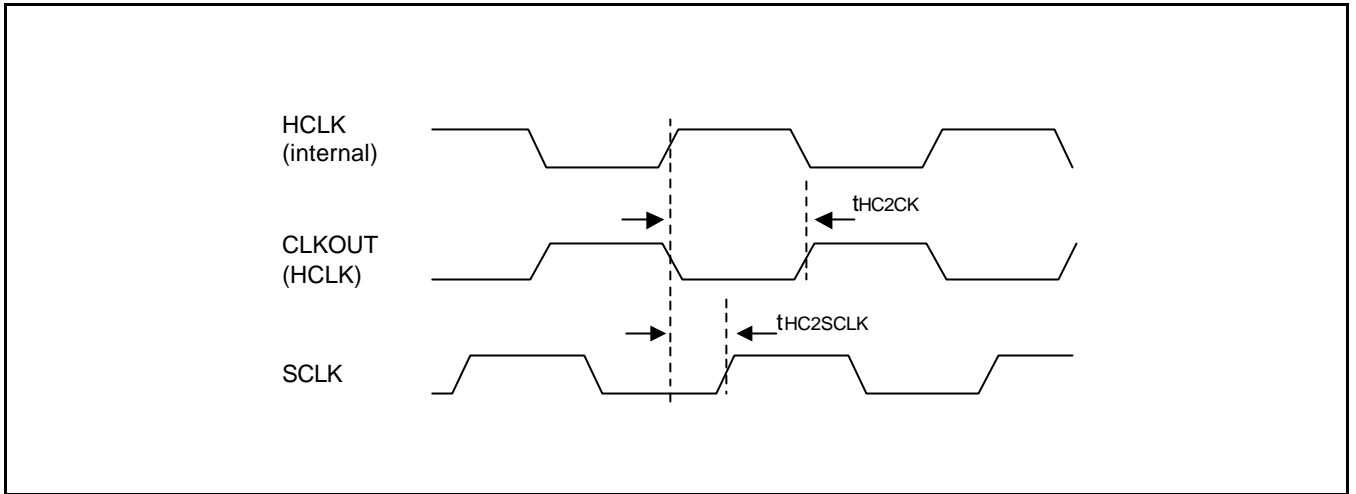 HCLK
(internal)
tHC2CK
CLKOUT
(HCLK)
tHC2SCLK
SCLK